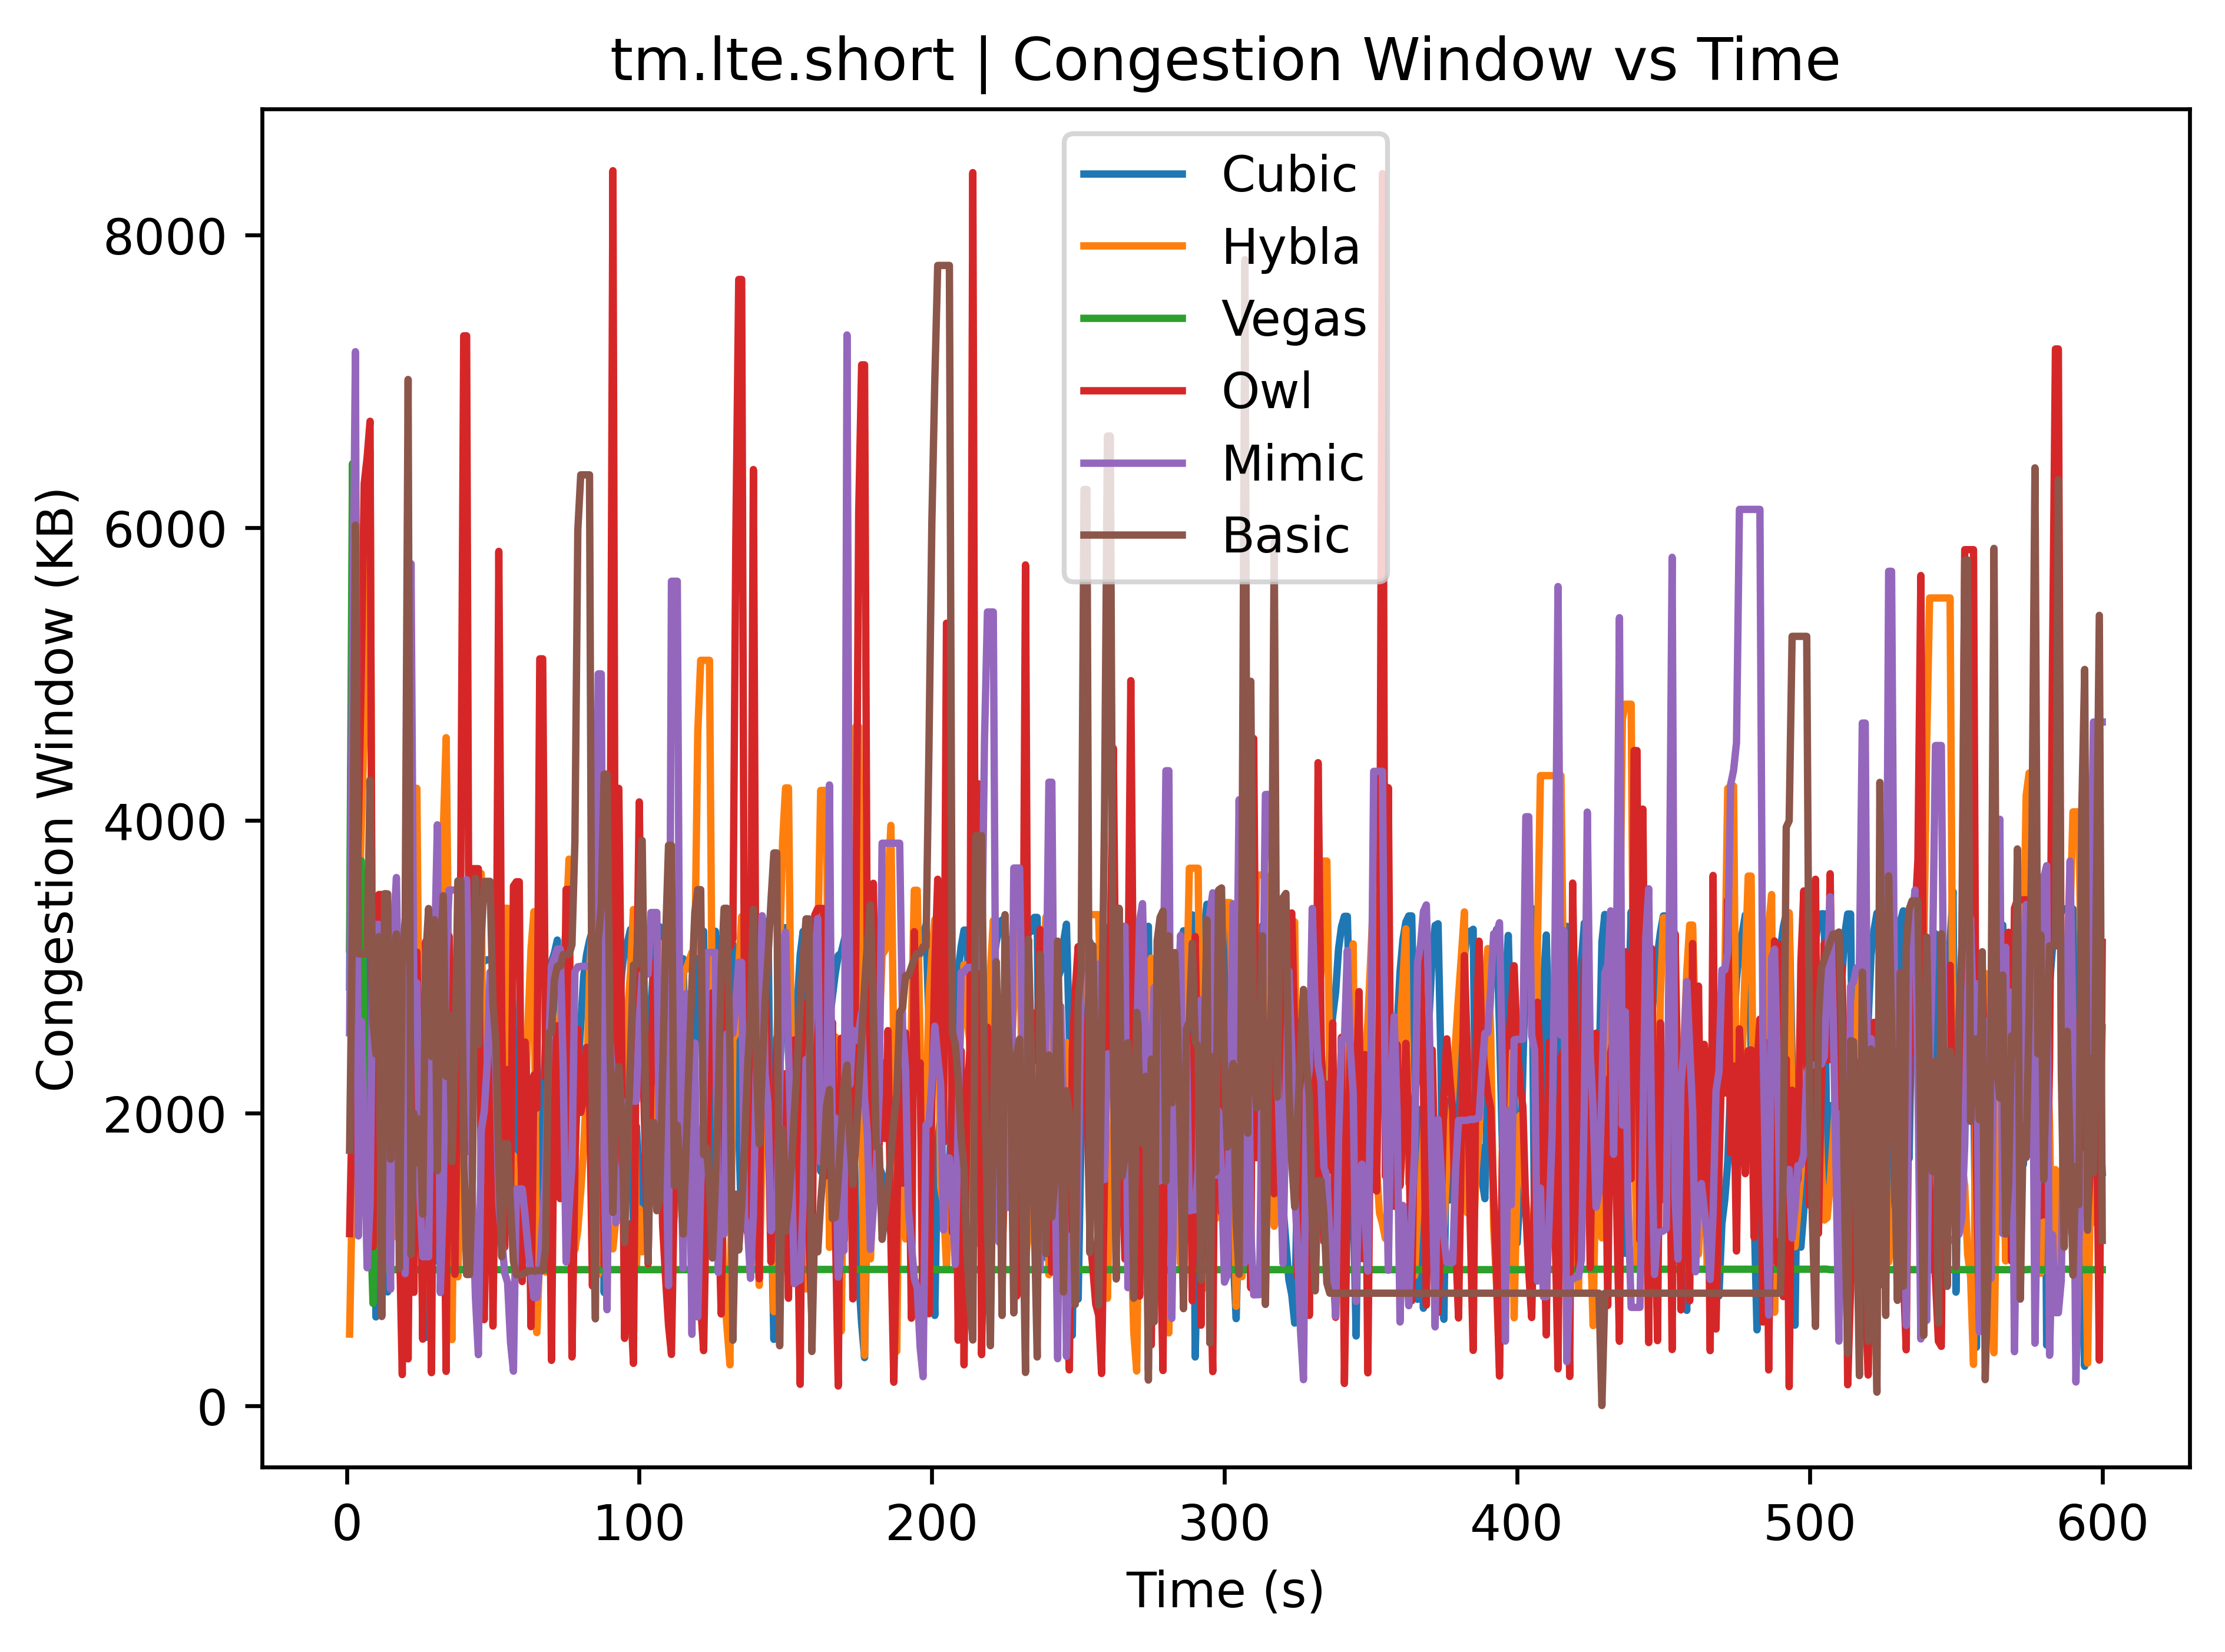 tm.lte.short | Congestion Window vs Time
Congestion Window (KB)
8000
6000
4000
2000
0
Cubic
Hybla
Vegas
Owl
Mimic
Basic
0 100 200 300 400 500 600
Time (s)